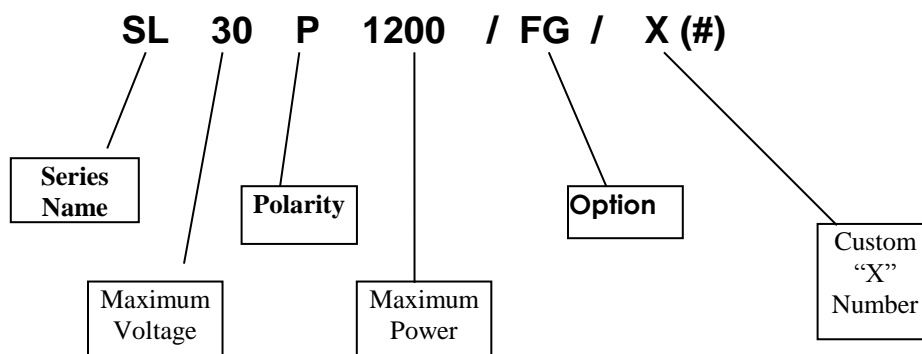 SL 30 P 1200 / FG / X (#)
Series
Name
Polarity
Option
Maximum
Voltage
Maximum
Power
Custom
“X”
Number